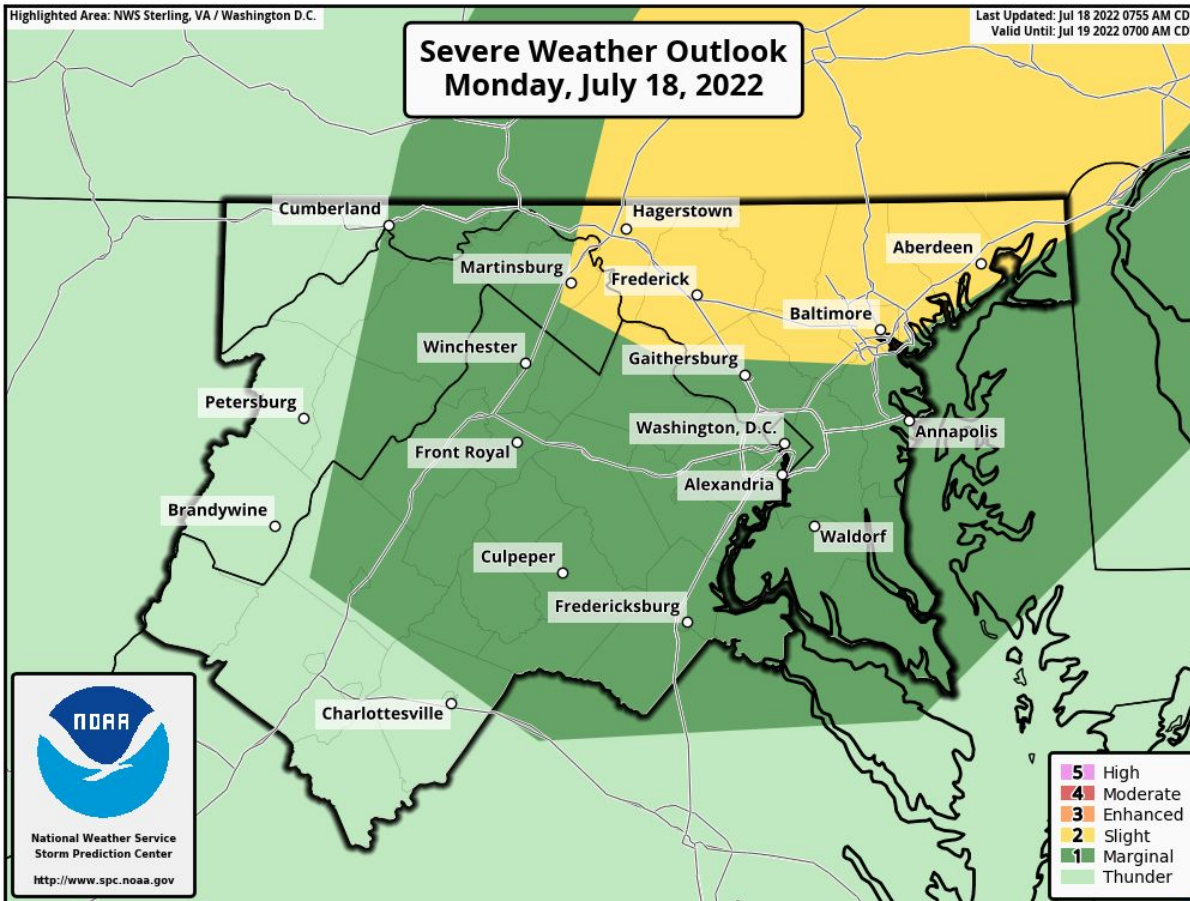 Highlighted Area: NWS Sterling, VA / Washington D.C.
Last Updated: Jul 18 2022 0755 AM CD
Valid Until: Jul 19 2022 0700 AM CD
Severe Weather Outlook
Monday, July 18, 2022
Cumberland
Hagerstown
Aberdeen
Martinsburg
Frederick
Baltimore
Winchester
Gaithersburg
Petersburg
Washington, D.C.
Annapolis
Front Royal
Alexandria
Brandywine
Waldorf
Culpeper
Fredericksburg
Charlottesville
NOAA
National Weather Service
Storm Prediction Center
http://www.spc.noaa.gov
5 High
4 Moderate
3 Enhanced
2 Slight
1 Marginal
Thunder